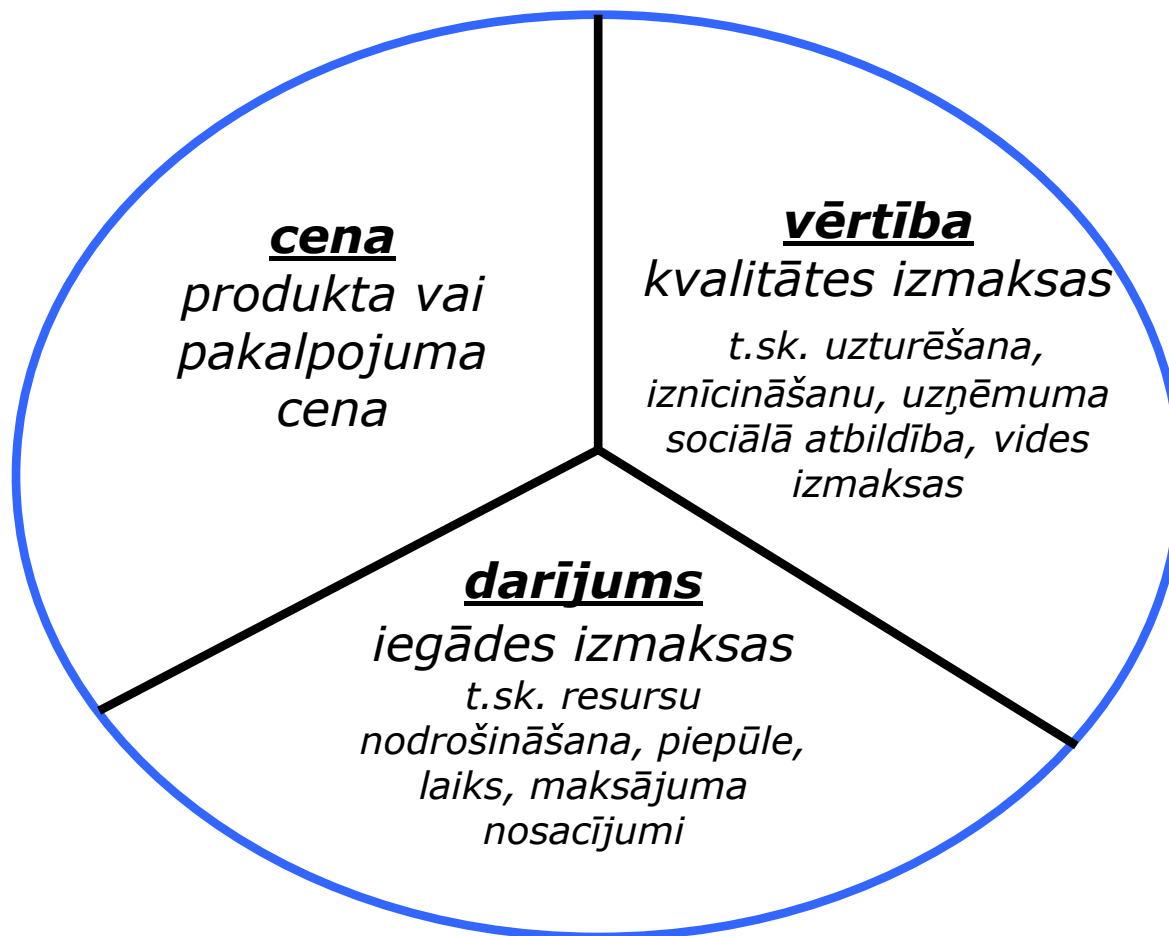 cena
produkta vai
pakalpojuma
cena
vērtība
kvalitātes izmaksas
t.sk. uzturēšana,
iznīcināšanu, uzņēmuma
sociālā atbildība, vides
izmaksas
darījums
iegādes izmaksas
t.sk. resursu
nodrošināšana, piepūle,
laiks, maksājuma
nosacījumi